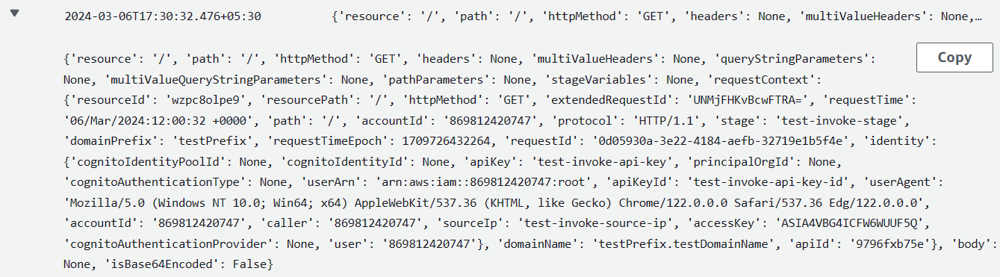 2024-03-06T17:30:32.476+05:30 {'resource': '/', 'path': '/', 'httpMethod': 'GET', 'headers': None, 'multiValueHeaders': None,…
Copy
{'resource': '/', 'path': '/', 'httpMethod': 'GET', 'headers': None, 'multiValueHeaders': None, 'queryStringParameters':
None, 'multiValueQueryStringParameters': None, 'pathParameters': None, 'stageVariables': None, 'requestContext':
{'resourceId': 'wzpc8olpe9', 'resourcePath': '/', 'httpMethod': 'GET', 'extendedRequestId': 'UNMjFHKvBcwFTRA=', 'requestTime':
'06/Mar/2024:12:00:32 +0000', 'path': '/', 'accountId': '869812420747', 'protocol': 'HTTP/1.1', 'stage': 'test-invoke-stage',
'domainPrefix': 'testPrefix', 'requestTimeEpoch': 1709726432264, 'requestId': '0d05930a-3e22-4184-aefb-32719e1b5f4e', 'identity':
{'cognitoIdentityPoolId': None, 'cognitoIdentityId': None, 'apiKey': 'test-invoke-api-key', 'principalOrgId': None,
'cognitoAuthenticationType': None, 'userArn': 'arn:aws:iam::869812420747:root', 'apiKeyId': 'test-invoke-api-key-id', 'userAgent':
'Mozilla/5.0 (Windows NT 10.0; Win64; x64) AppleWebKit/537.36 (KHTML, like Gecko) Chrome/122.0.0.0 Safari/537.36 Edg/122.0.0.0',
'accountId': '869812420747', 'caller': '869812420747', 'sourceIp': 'test-invoke-source-ip', 'accessKey': 'ASIA4VBG4ICFW6WUUF5Q',
'cognitoAuthenticationProvider': None, 'user': '869812420747'}, 'domainName': 'testPrefix.testDomainName', 'apiId': '9796fxb75e'}, 'body':
None, 'isBase64Encoded': False}